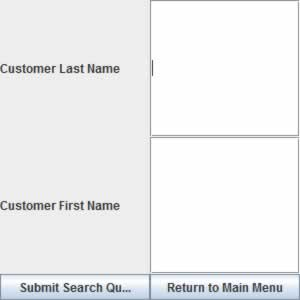 Customer Last Name
Customer First Name
Submit Search Qu...
Return to Main Menu